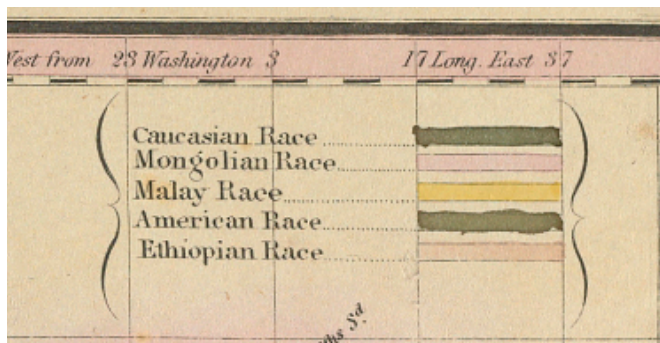 West from 23 Washington 3 17 Long. East 37
Caucasian Race
Mongolian Race
Malay Race
American Race
Ethiopian Race
Sd.